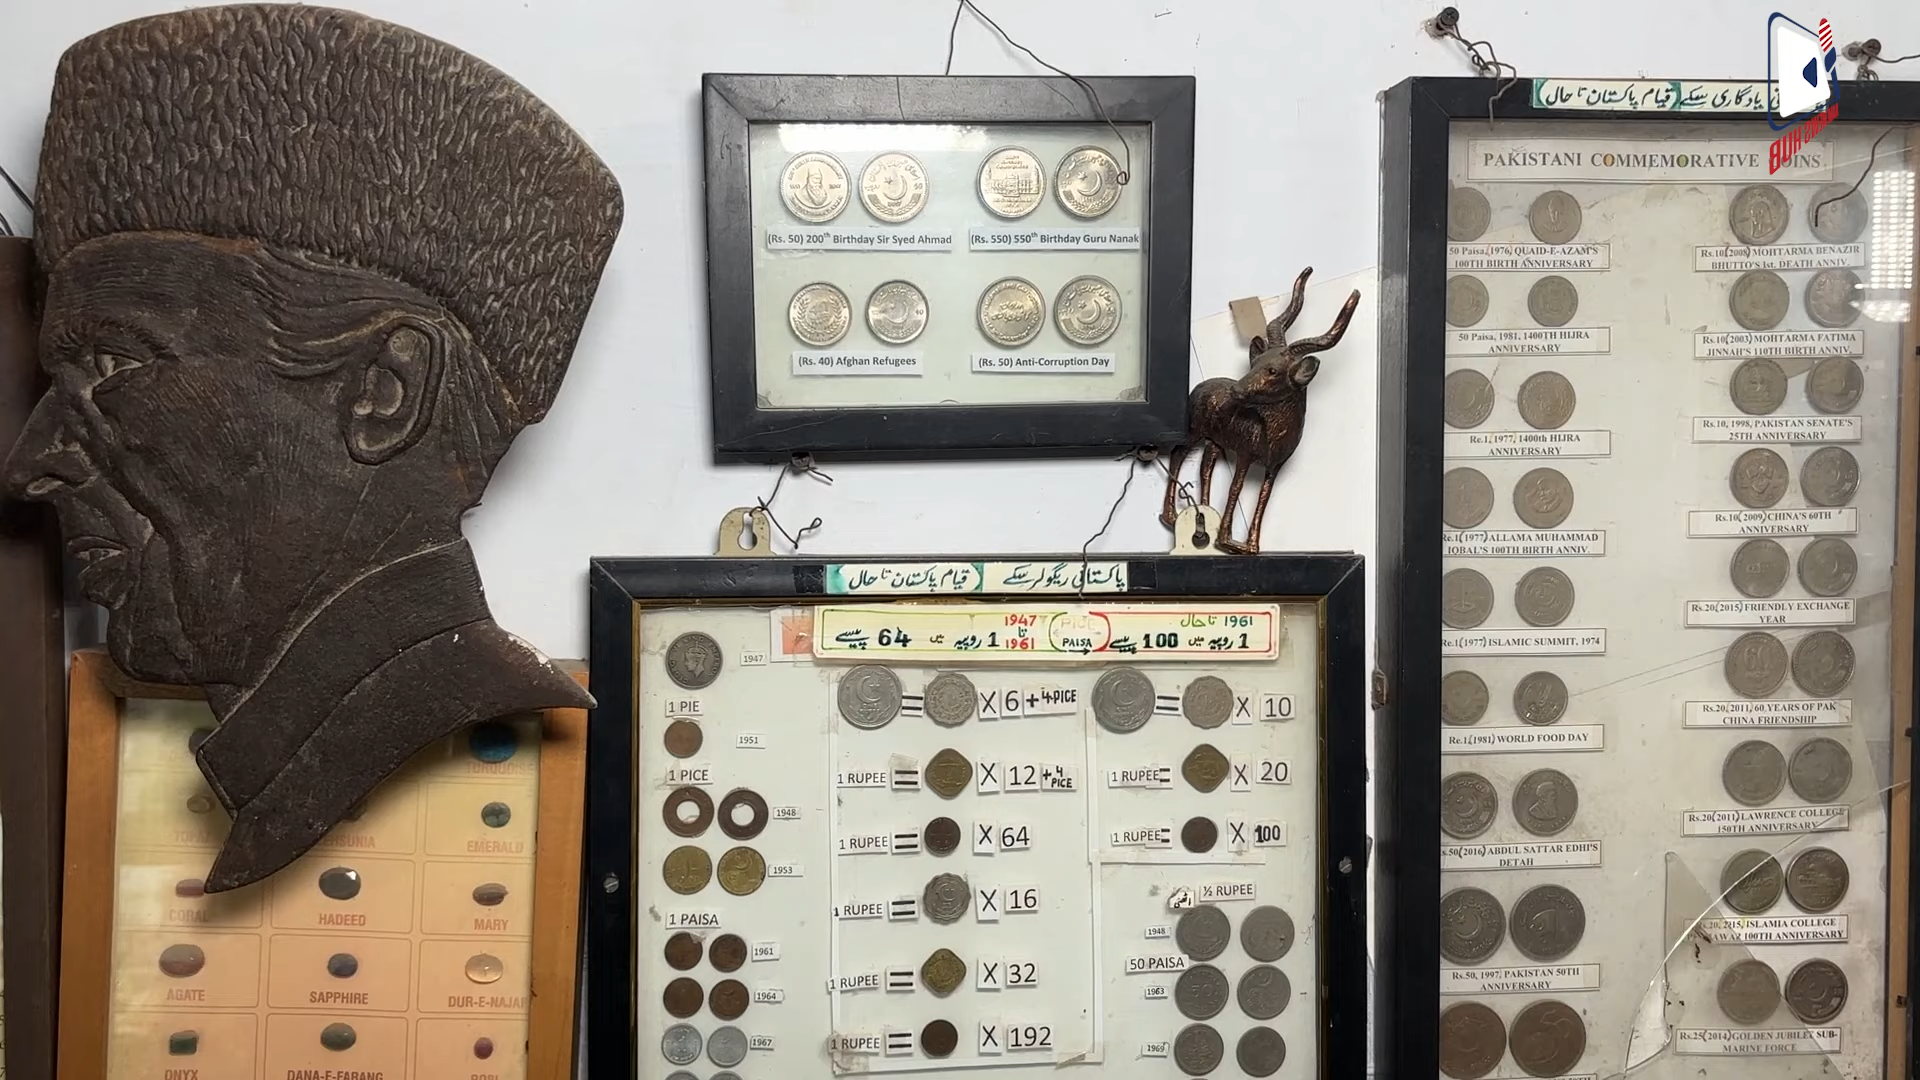 (Rs. 50) 200th Birthday Sir Syed Ahmad
(Rs. 550) 550th Birthday Guru Nanak
(Rs. 40) Afghan Refugees
(Rs. 50) Anti-Corruption Day
پاکستانی ریگولر سکے
قیام پاکستان تا حال
1947 تا 1961
1 روپیہ میں 64 پیسے
PICE
PAISA
1961 تا حال
1 روپیہ میں 100 پیسے
1947
1 PIE
1951
1 PICE
1948
1953
1 PAISA
1961
1964
1967
= X 6 + 4 PICE
1 RUPEE = X 12 + 4 PICE
1 RUPEE = X 64
1 RUPEE = X 16
1 RUPEE = X 32
1 RUPEE = X 192
= X 10
1 RUPEE = X 20
1 RUPEE = X 100
½ RUPEE
1948
50 PAISA
1963
1969
یادگاری سکے
قیام پاکستان تا حال
PAKISTANI COMMEMORATIVE COINS
50 Paisa, 1976, QUAID-E-AZAM'S
100TH BIRTH ANNIVERSARY
50 Paisa, 1981, 1400TH HIJRA
ANNIVERSARY
Re.1, 1977, 1400th HIJRA
ANNIVERSARY
Re.1(1977) ALLAMA MUHAMMAD
IQBAL'S 100TH BIRTH ANNIV.
Re.1(1977) ISLAMIC SUMMIT, 1974
Re.1(1981) WORLD FOOD DAY
s.50(2016) ABDUL SATTAR EDHI'S
DETAH
Rs.50, 1997, PAKISTAN 50TH
ANNIVERSARY
Rs.10(2008) MOHTARMA BENAZIR
BHUTTO'S 1st. DEATH ANNIV.
Rs.10(2003) MOHTARMA FATIMA
JINNAH'S 110TH BIRTH ANNIV.
Rs.10, 1998, PAKISTAN SENATE'S
25TH ANNIVERSARY
Rs.10(2009) CHINA'S 60TH
ANNIVERSARY
Rs.20(2015) FRIENDLY EXCHANGE
YEAR
Rs.20, 2011, 60 YEARS OF PAK
CHINA FRIENDSHIP
Rs.20(2011) LAWRENCE COLLEGE
150TH ANNIVERSARY
Rs.20, 2015, ISLAMIA COLLEGE
100TH ANNIVERSARY
Rs.25(2014) GOLDEN JUBILEE SUB-
MARINE FORCE
TURQUOISE
EMERALD
CORAL
HADEED
MARY
AGATE
SAPPHIRE
DUR-E-NAJAF
ONYX
DANA-E-FARANG